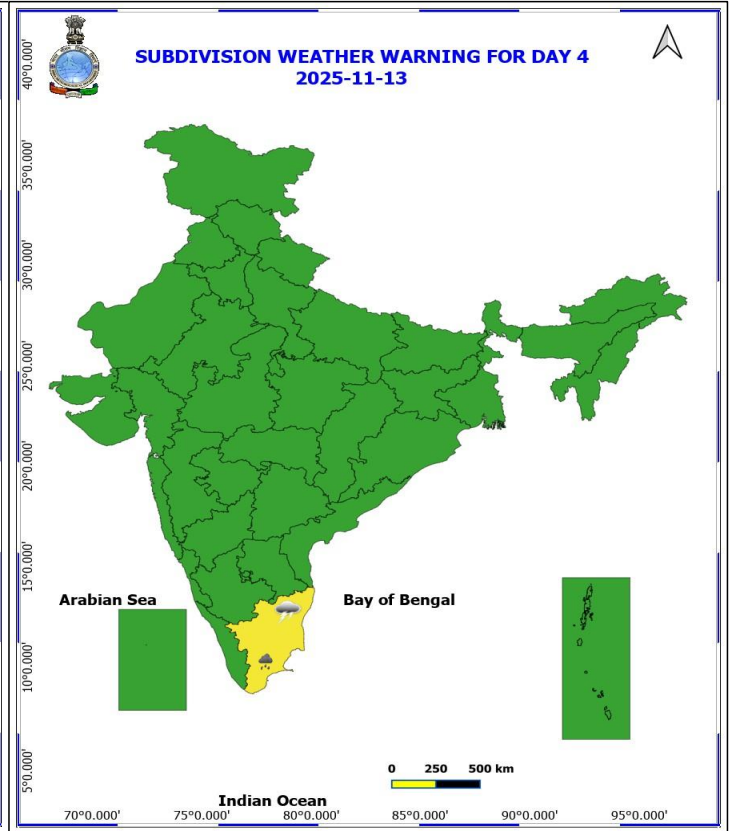 SUBDIVISION WEATHER WARNING FOR DAY 4
2025-11-13
40°0.000'
35°0.000'
30°0.000'
25°0.000'
20°0.000'
15°0.000'
10°0.000'
5°0.000'
Arabian Sea
Bay of Bengal
0 250 500 km
Indian Ocean
70°0.000' 75°0.000' 80°0.000' 85°0.000' 90°0.000' 95°0.000'